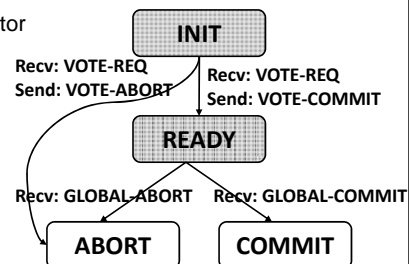 tor
INIT
Recv: VOTE-REQ
Send: VOTE-ABORT
Recv: VOTE-REQ
Send: VOTE-COMMIT
READY
Recv: GLOBAL-ABORT
Recv: GLOBAL-COMMIT
ABORT
COMMIT